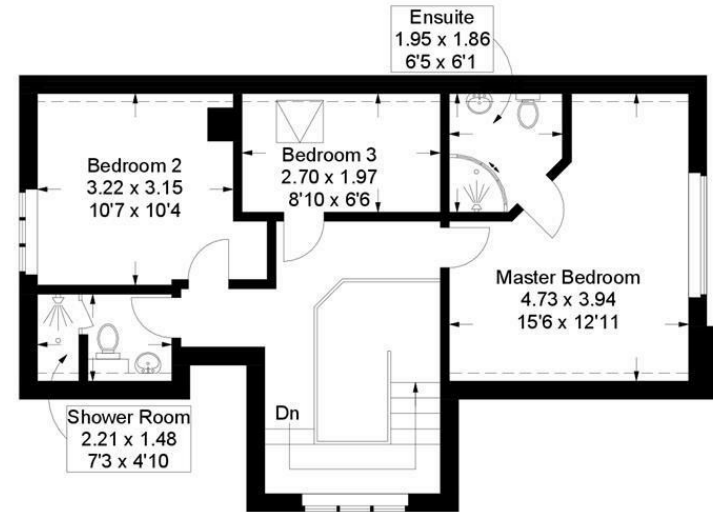 Ensuite
1.95 x 1.86
6'5 x 6'1
Bedroom 2
3.22 x 3.15
10'7 x 10'4
Bedroom 3
2.70 x 1.97
8'10 x 6'6
Master Bedroom
4.73 x 3.94
15'6 x 12'11
Shower Room
2.21 x 1.48
7'3 x 4'10
Dn